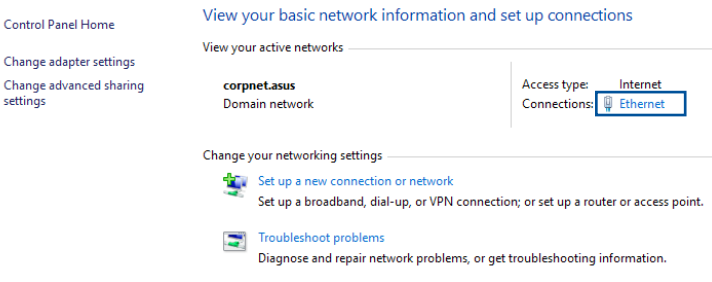 Control Panel Home
Change adapter settings
Change advanced sharing
settings
View your basic network information and set up connections
View your active networks
corpnet.asus
Domain network
Access type: Internet
Connections: Ethernet
Change your networking settings
Set up a new connection or network
Set up a broadband, dial-up, or VPN connection; or set up a router or access point.
Troubleshoot problems
Diagnose and repair network problems, or get troubleshooting information.